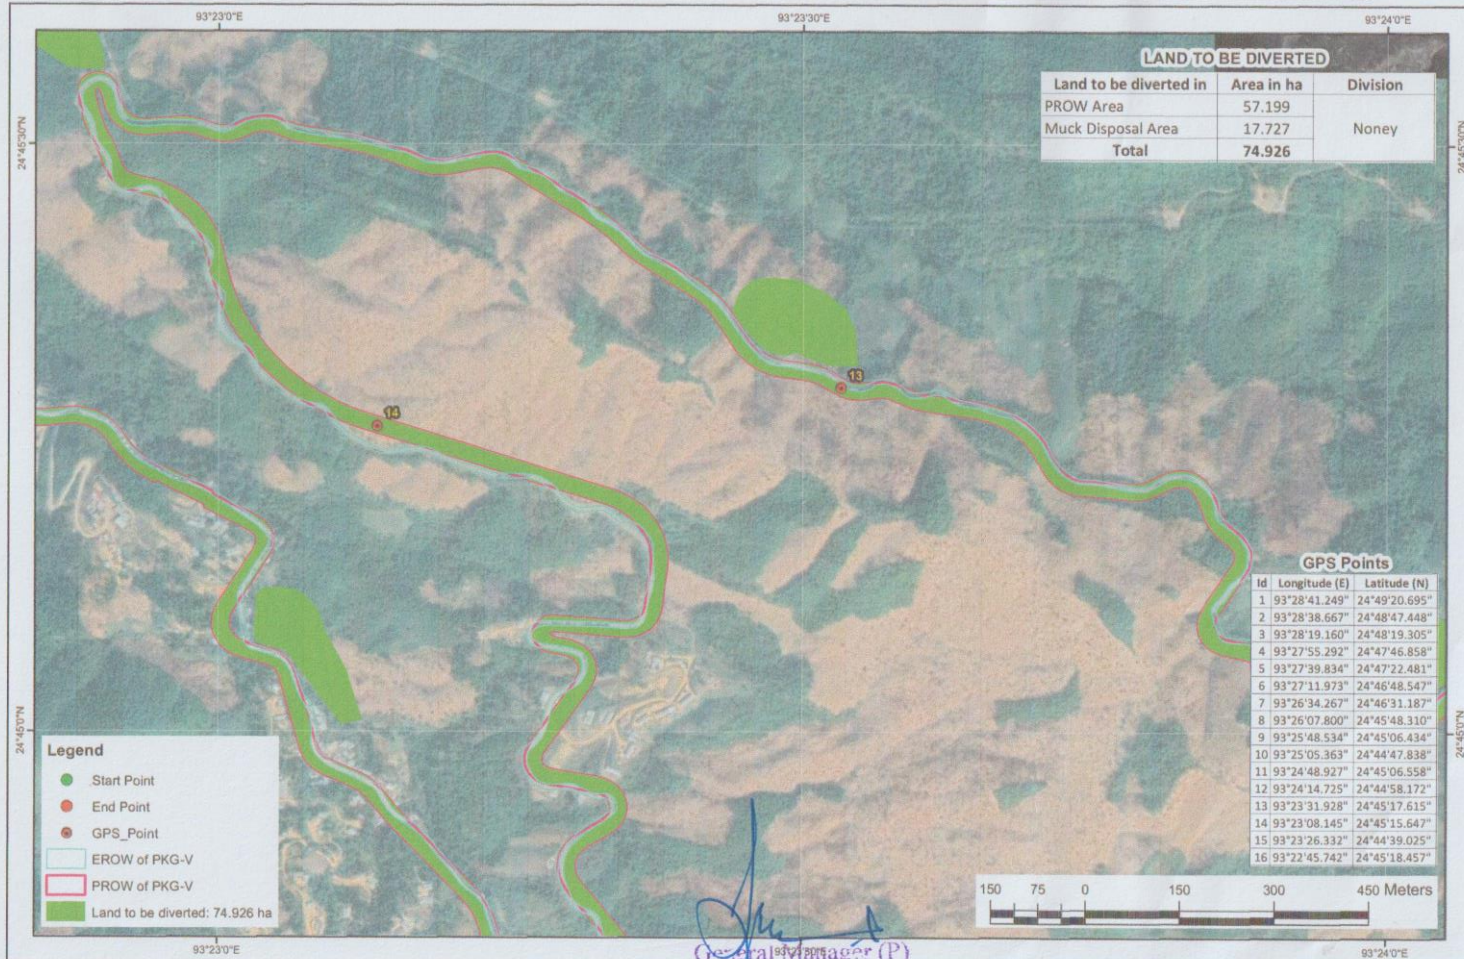 93°23'0"E 93°23'30"E 93°24'0"E
LAND TO BE DIVERTED
Land to be diverted in Area in ha Division
PROW Area 57.199
Muck Disposal Area 17.727 Noney
Total 74.926
24°45'30"N 24°45'30"N
13
14
GPS Points
Id Longitude (E) Latitude (N)
1 93°28'41.249" 24°49'20.695"
2 93°28'38.667" 24°48'47.448"
3 93°28'19.160" 24°48'19.305"
4 93°27'55.292" 24°47'46.858"
5 93°27'39.834" 24°47'22.481"
6 93°27'11.973" 24°46'48.547"
7 93°26'34.267" 24°46'31.187"
8 93°26'07.800" 24°45'48.310"
9 93°25'48.534" 24°45'06.434"
10 93°25'05.363" 24°44'47.838"
11 93°24'48.927" 24°45'06.558"
12 93°24'14.725" 24°44'58.172"
13 93°23'31.928" 24°45'17.615"
14 93°23'08.145" 24°45'15.647"
15 93°23'26.332" 24°44'39.025"
16 93°22'45.742" 24°45'18.457"
24°45'0"N 24°45'0"N
Legend
Start Point
End Point
GPS_Point
EROW of PKG-V
PROW of PKG-V
Land to be diverted: 74.926 ha
150 75 0 150 300 450 Meters
93°23'0"E 93°23'30"E 93°24'0"E
General Manager (P)